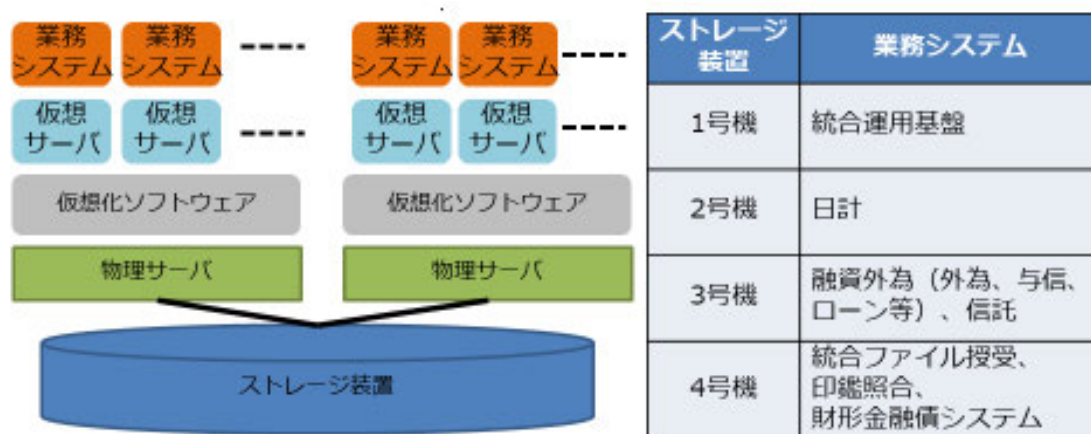 業務
システム
業務
システム
業務
システム
業務
システム
仮想
サーバ
仮想
サーバ
仮想
サーバ
仮想
サーバ
仮想化ソフトウェア
仮想化ソフトウェア
物理サーバ
物理サーバ
ストレージ装置
ストレージ
装置
業務システム
1号機
統合運用基盤
2号機
日計
3号機
融資外為（外為、与信、
ローン等）、信託
4号機
統合ファイル授受、
印鑑照合、
財形金融債システム